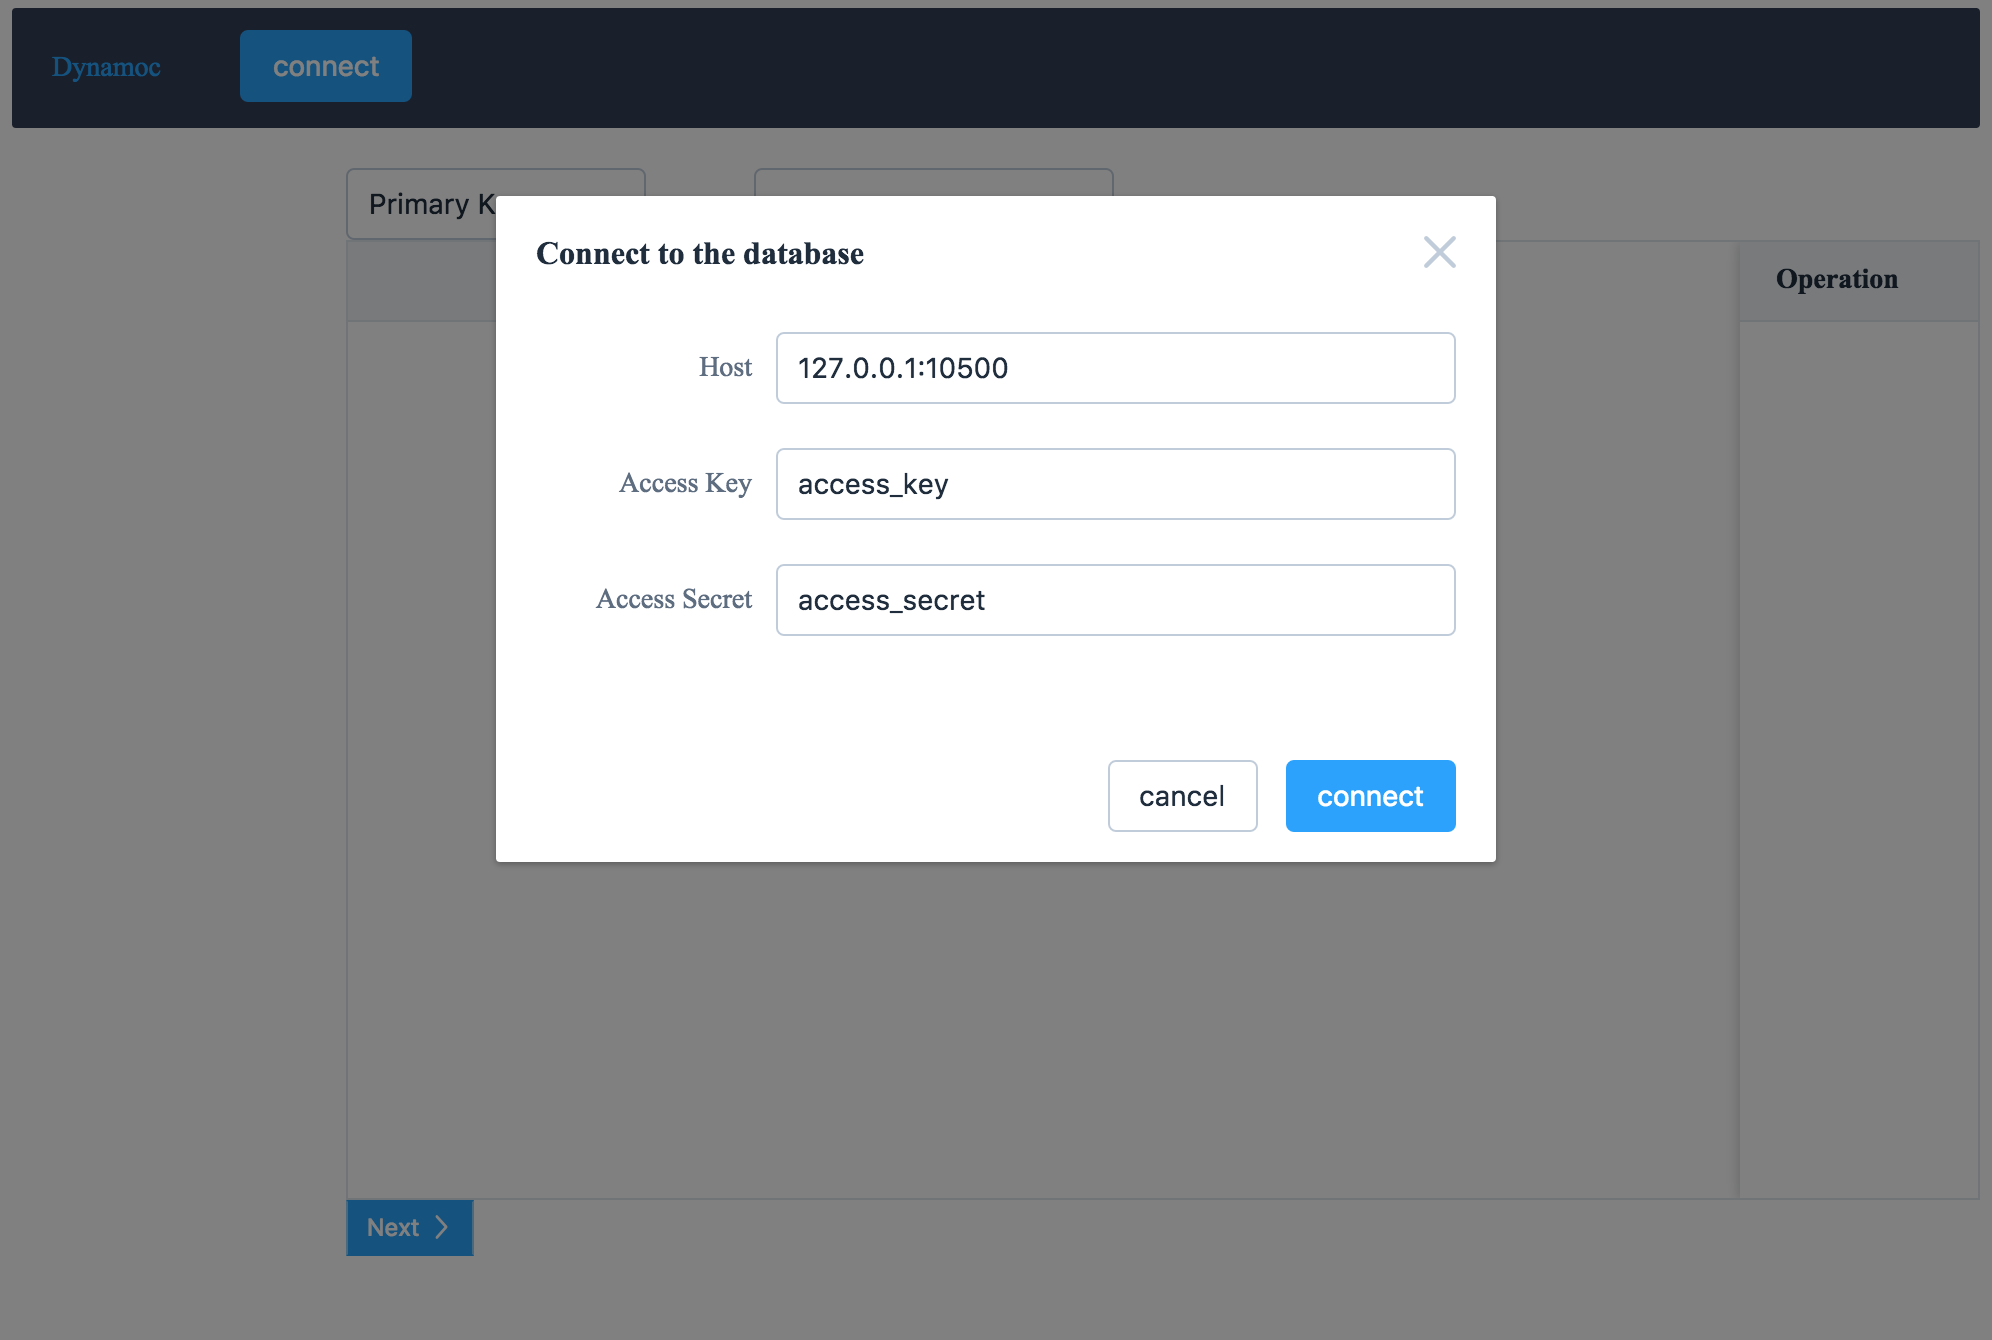 Dynamoc
connect
Primary K
Connect to the database
Operation
Host
127.0.0.1:10500
Access Key
access_key
Access Secret
access_secret
cancel
connect
Next